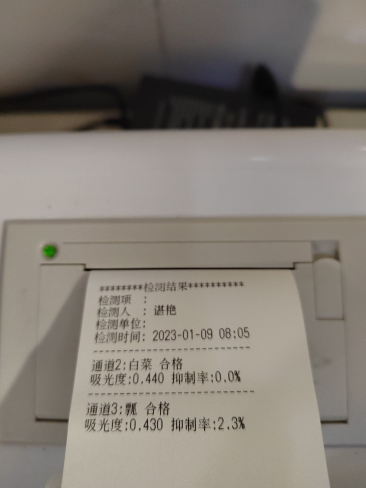 ********检测结果**********
检测项 :
检测人 : 谌艳
检测单位:
检测时间: 2023-01-09 08:05
--------------------------
通道2:白菜 合格
吸光度:0.440 抑制率:0.0%
--------------------------
通道3:瓢 合格
吸光度:0.430 抑制率:2.3%